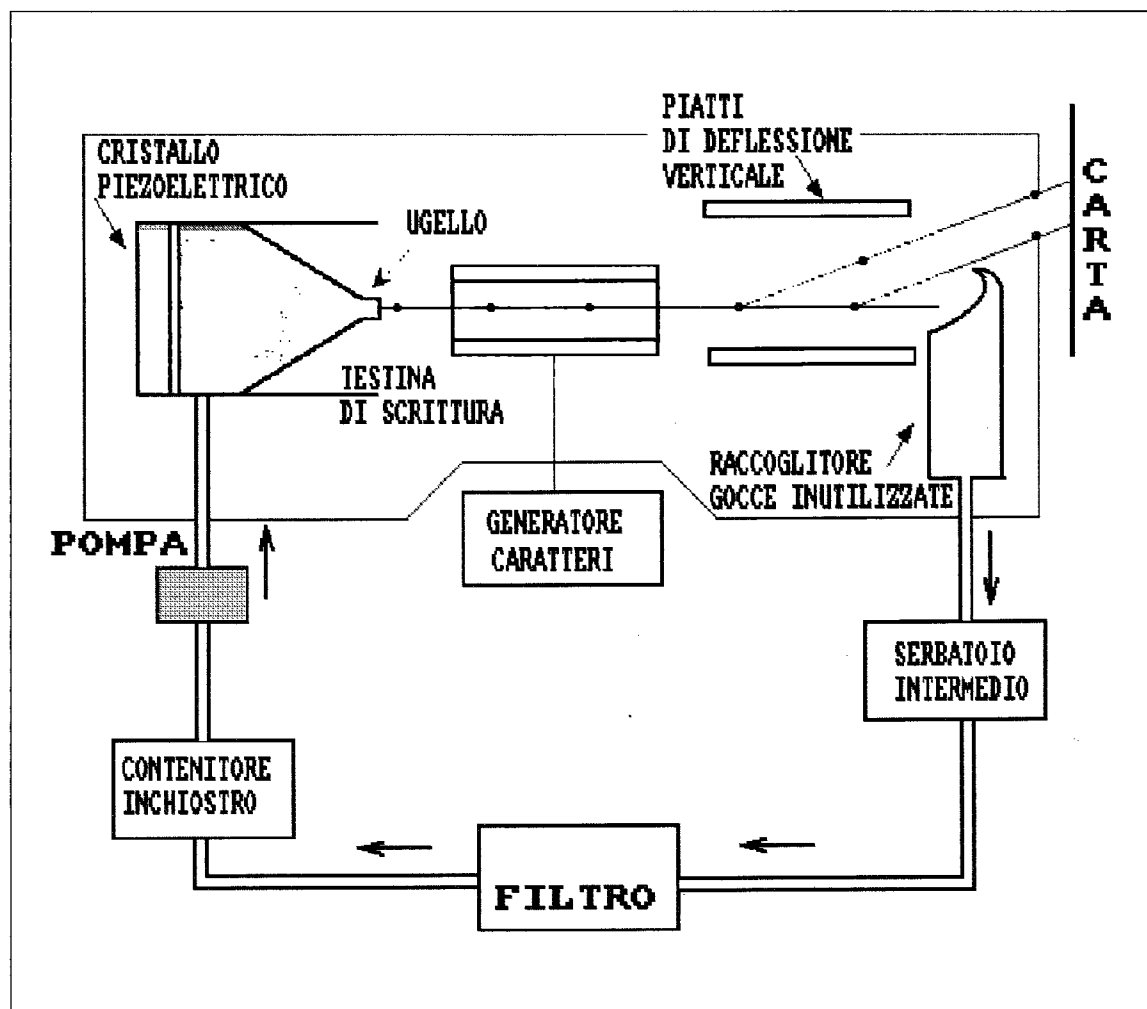 PIATTI
DI DEFLESSIONE
VERTICALE
CRISTALLO
PIEZOELETTRICO
UGELLO
CARTA
TESTINA
DI SCRITTURA
RACCOGLITORE
GOCCE INUTILIZZATE
GENERATORE
CARATTERI
POMPA
SERBATOIO
INTERMEDIO
CONTENITORE
INCHIOSTRO
FILTRO